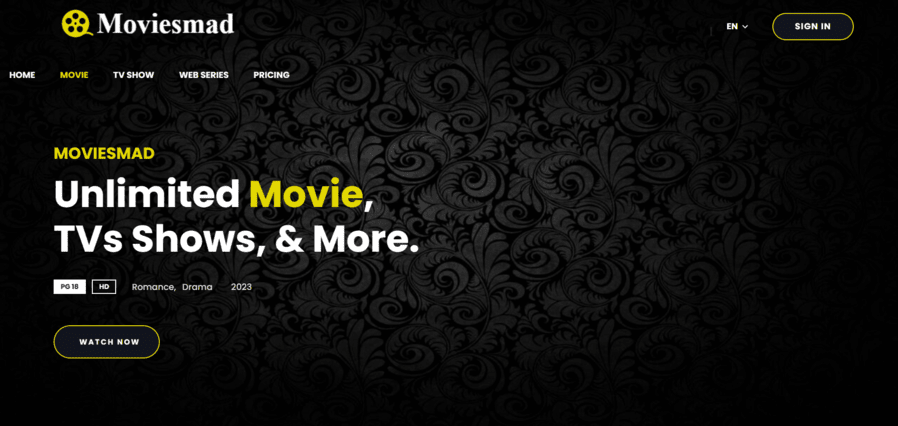 Moviesmad
EN
SIGN IN
HOME MOVIE TV SHOW WEB SERIES PRICING
MOVIESMAD
Unlimited Movie,
TVs Shows, & More.
PG 18 HD Romance, Drama 2023
WATCH NOW